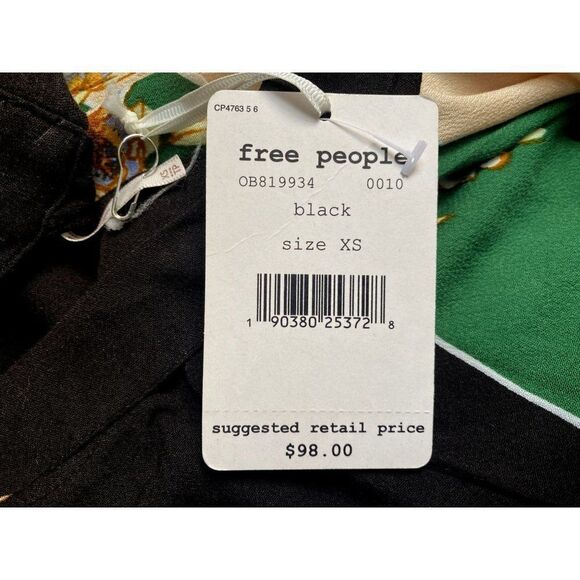 CP4763 5 6
free people
OB819934 0010
black
size XS
1 90380 25372 8
suggested retail price
$98.00